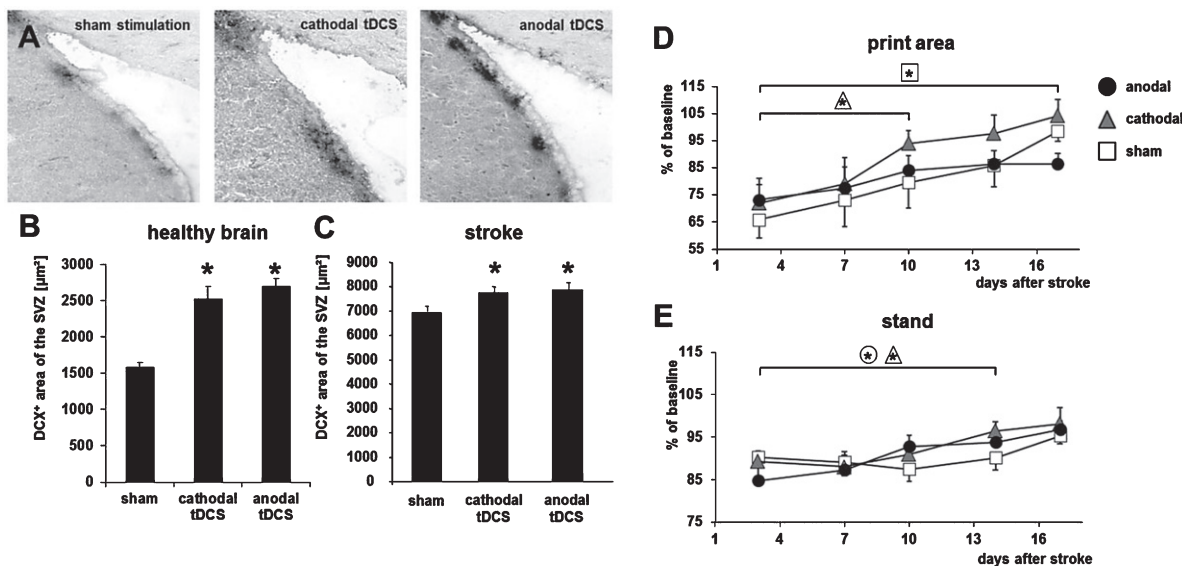 A
sham stimulation
cathodal tDCS
anodal tDCS
B
healthy brain
DCX⁺ area of the SVZ [µm²]
3000
2500
2000
1500
1000
500
0
*
*
sham
cathodal
tDCS
anodal
tDCS
C
stroke
DCX⁺ area of the SVZ [µm²]
9000
8000
7000
6000
5000
4000
3000
2000
1000
0
*
*
sham
cathodal
tDCS
anodal
tDCS
D
print area
% of baseline
115
105
95
85
75
65
55
*
*
1 4 7 10 13 16
days after stroke
anodal
cathodal
sham
E
stand
% of baseline
115
105
95
85
75
* *
1 4 7 10 13 16
days after stroke